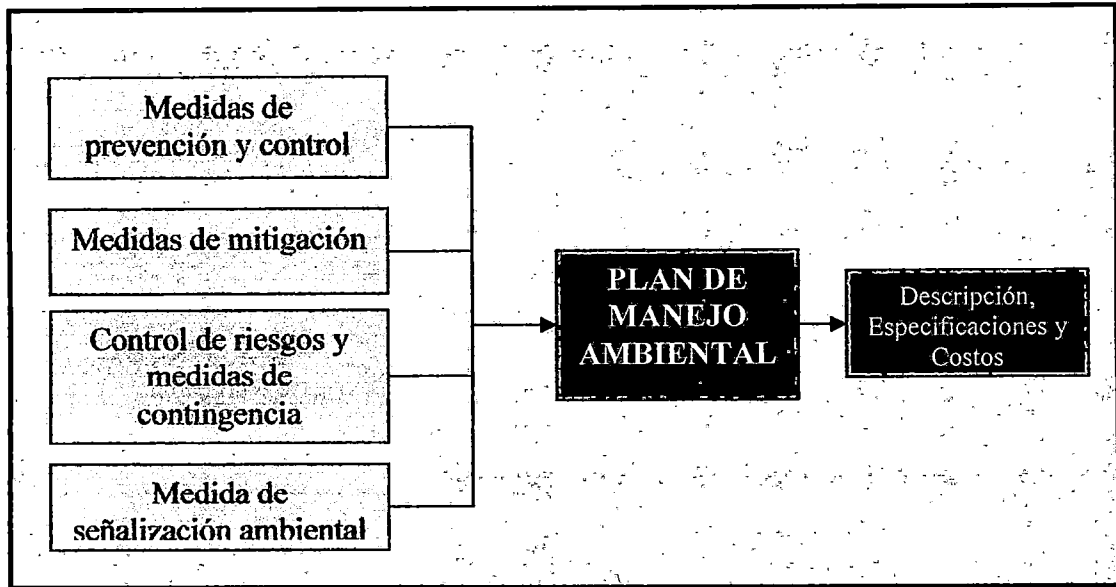 Medidas de
prevención y control
Medidas de mitigación
Control de riesgos y
medidas de
contingencia
Medida de
señalización ambiental
PLAN DE
MANEJO
AMBIENTAL
Descripción,
Especificaciones y
Costos